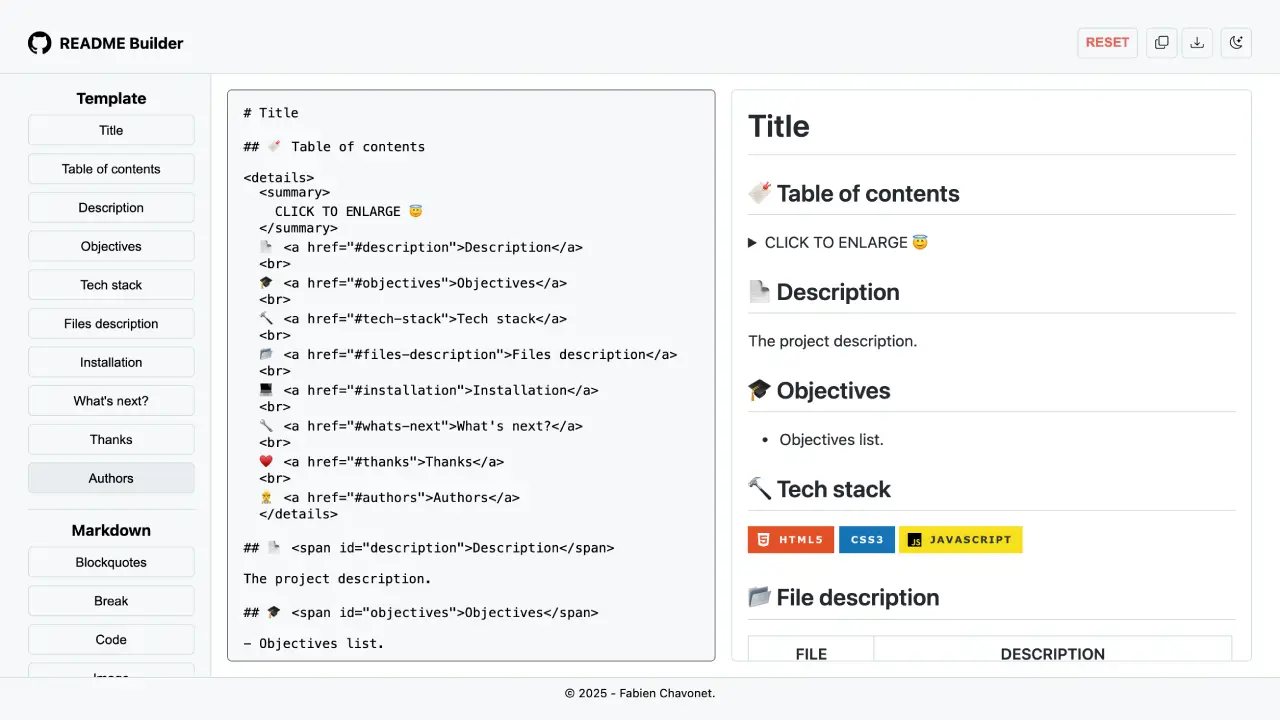 README Builder
RESET
Template
Title
Table of contents
Description
Objectives
Tech stack
Files description
Installation
What's next?
Thanks
Authors
Markdown
Blockquotes
Break
Code
Image
# Title
## 🔖 Table of contents
<details>
<summary>
CLICK TO ENLARGE 😇
</summary>
📄 <a href="#description">Description</a>
<br>
🎓 <a href="#objectives">Objectives</a>
<br>
🔨 <a href="#tech-stack">Tech stack</a>
<br>
📂 <a href="#files-description">Files description</a>
<br>
💻 <a href="#installation">Installation</a>
<br>
🔧 <a href="#whats-next">What's next?</a>
<br>
♥️ <a href="#thanks">Thanks</a>
<br>
👷 <a href="#authors">Authors</a>
</details>
## 📄 <span id="description">Description</span>
The project description.
## 🎓 <span id="objectives">Objectives</span>
- Objectives list.
Title
🔖 Table of contents
▶ CLICK TO ENLARGE 😇
📄 Description
The project description.
🎓 Objectives
• Objectives list.
🔨 Tech stack
HTML5 CSS3 JS JAVASCRIPT
📂 File description
FILE DESCRIPTION
© 2025 - Fabien Chavonet.